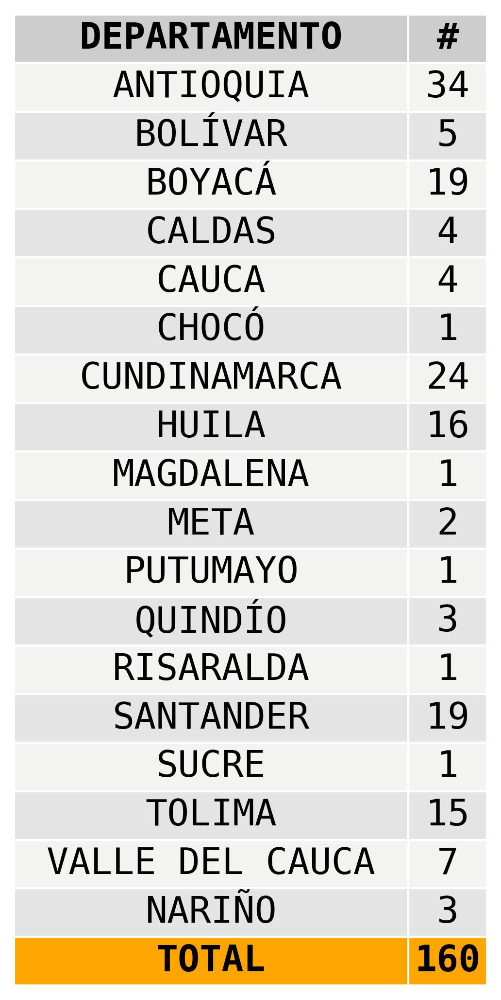 DEPARTAMENTO #
ANTIOQUIA 34
BOLÍVAR 5
BOYACÁ 19
CALDAS 4
CAUCA 4
CHOCÓ 1
CUNDINAMARCA 24
HUILA 16
MAGDALENA 1
META 2
PUTUMAYO 1
QUINDÍO 3
RISARALDA 1
SANTANDER 19
SUCRE 1
TOLIMA 15
VALLE DEL CAUCA 7
NARIÑO 3
TOTAL 160